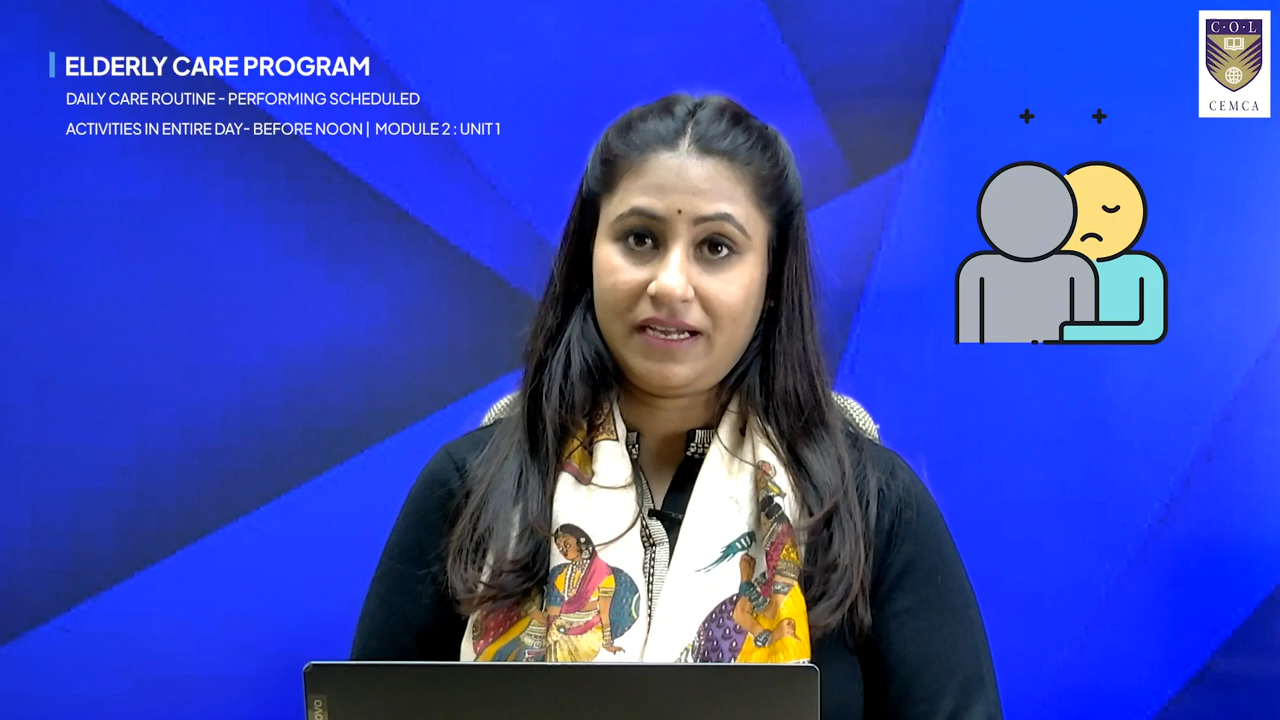 ELDERLY CARE PROGRAM
DAILY CARE ROUTINE - PERFORMING SCHEDULED
ACTIVITIES IN ENTIRE DAY- BEFORE NOON | MODULE 2 : UNIT 1
C·O·L
CEMCA